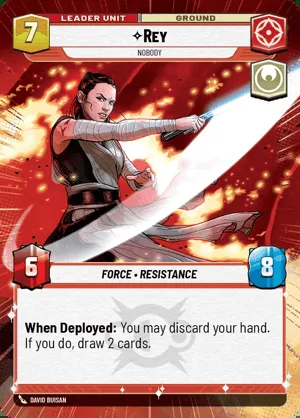 LEADER UNIT
GROUND
7
✧REY
NOBODY
6
FORCE • RESISTANCE
8
When Deployed: You may discard your hand.
If you do, draw 2 cards.
DAVID BUISAN